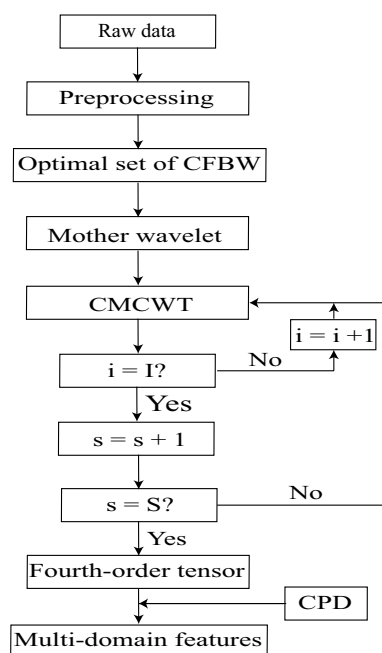 Raw data
Preprocessing
Optimal set of CFBW
Mother wavelet
CMCWT
i = i +1
i = I?
No
Yes
s = s + 1
s = S?
No
Yes
Fourth-order tensor
CPD
Multi-domain features